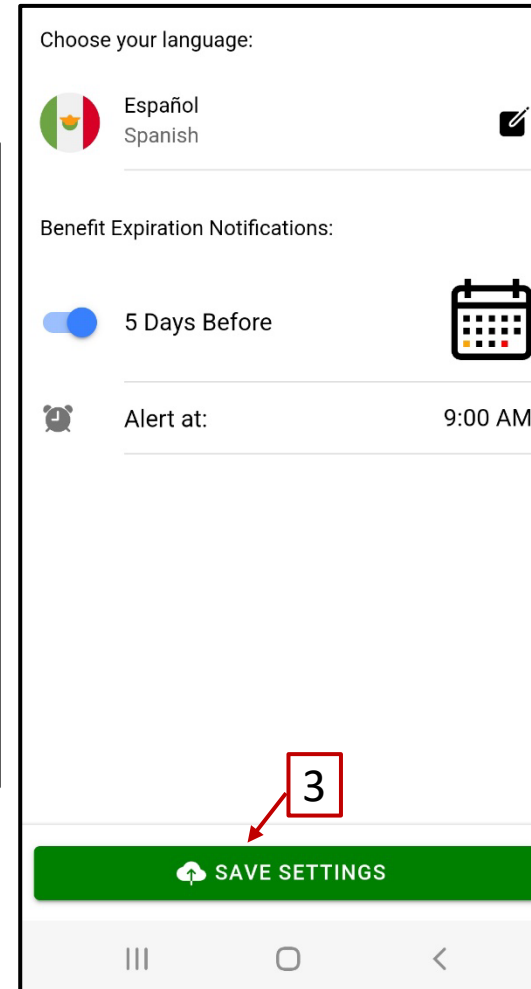 Choose your language:
Español
Spanish
Benefit Expiration Notifications:
5 Days Before
Alert at:
9:00 AM
3
SAVE SETTINGS